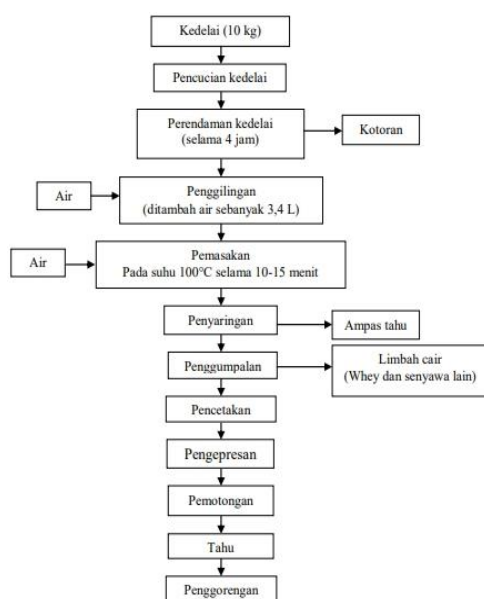 Kedelai (10 kg)
Pencucian kedelai
Perendaman kedelai
(selama 4 jam)
Kotoran
Air
Penggilingan
(ditambah air sebanyak 3,4 L)
Air
Pemasakan
Pada suhu 100°C selama 10-15 menit
Penyaringan
Ampas tahu
Penggumpalan
Limbah cair
(Whey dan senyawa lain)
Pencetakan
Pengepresan
Pemotongan
Tahu
Penggorengan